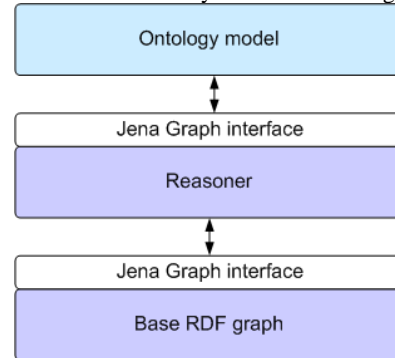 Ontology model
Jena Graph interface
Reasoner
Jena Graph interface
Base RDF graph